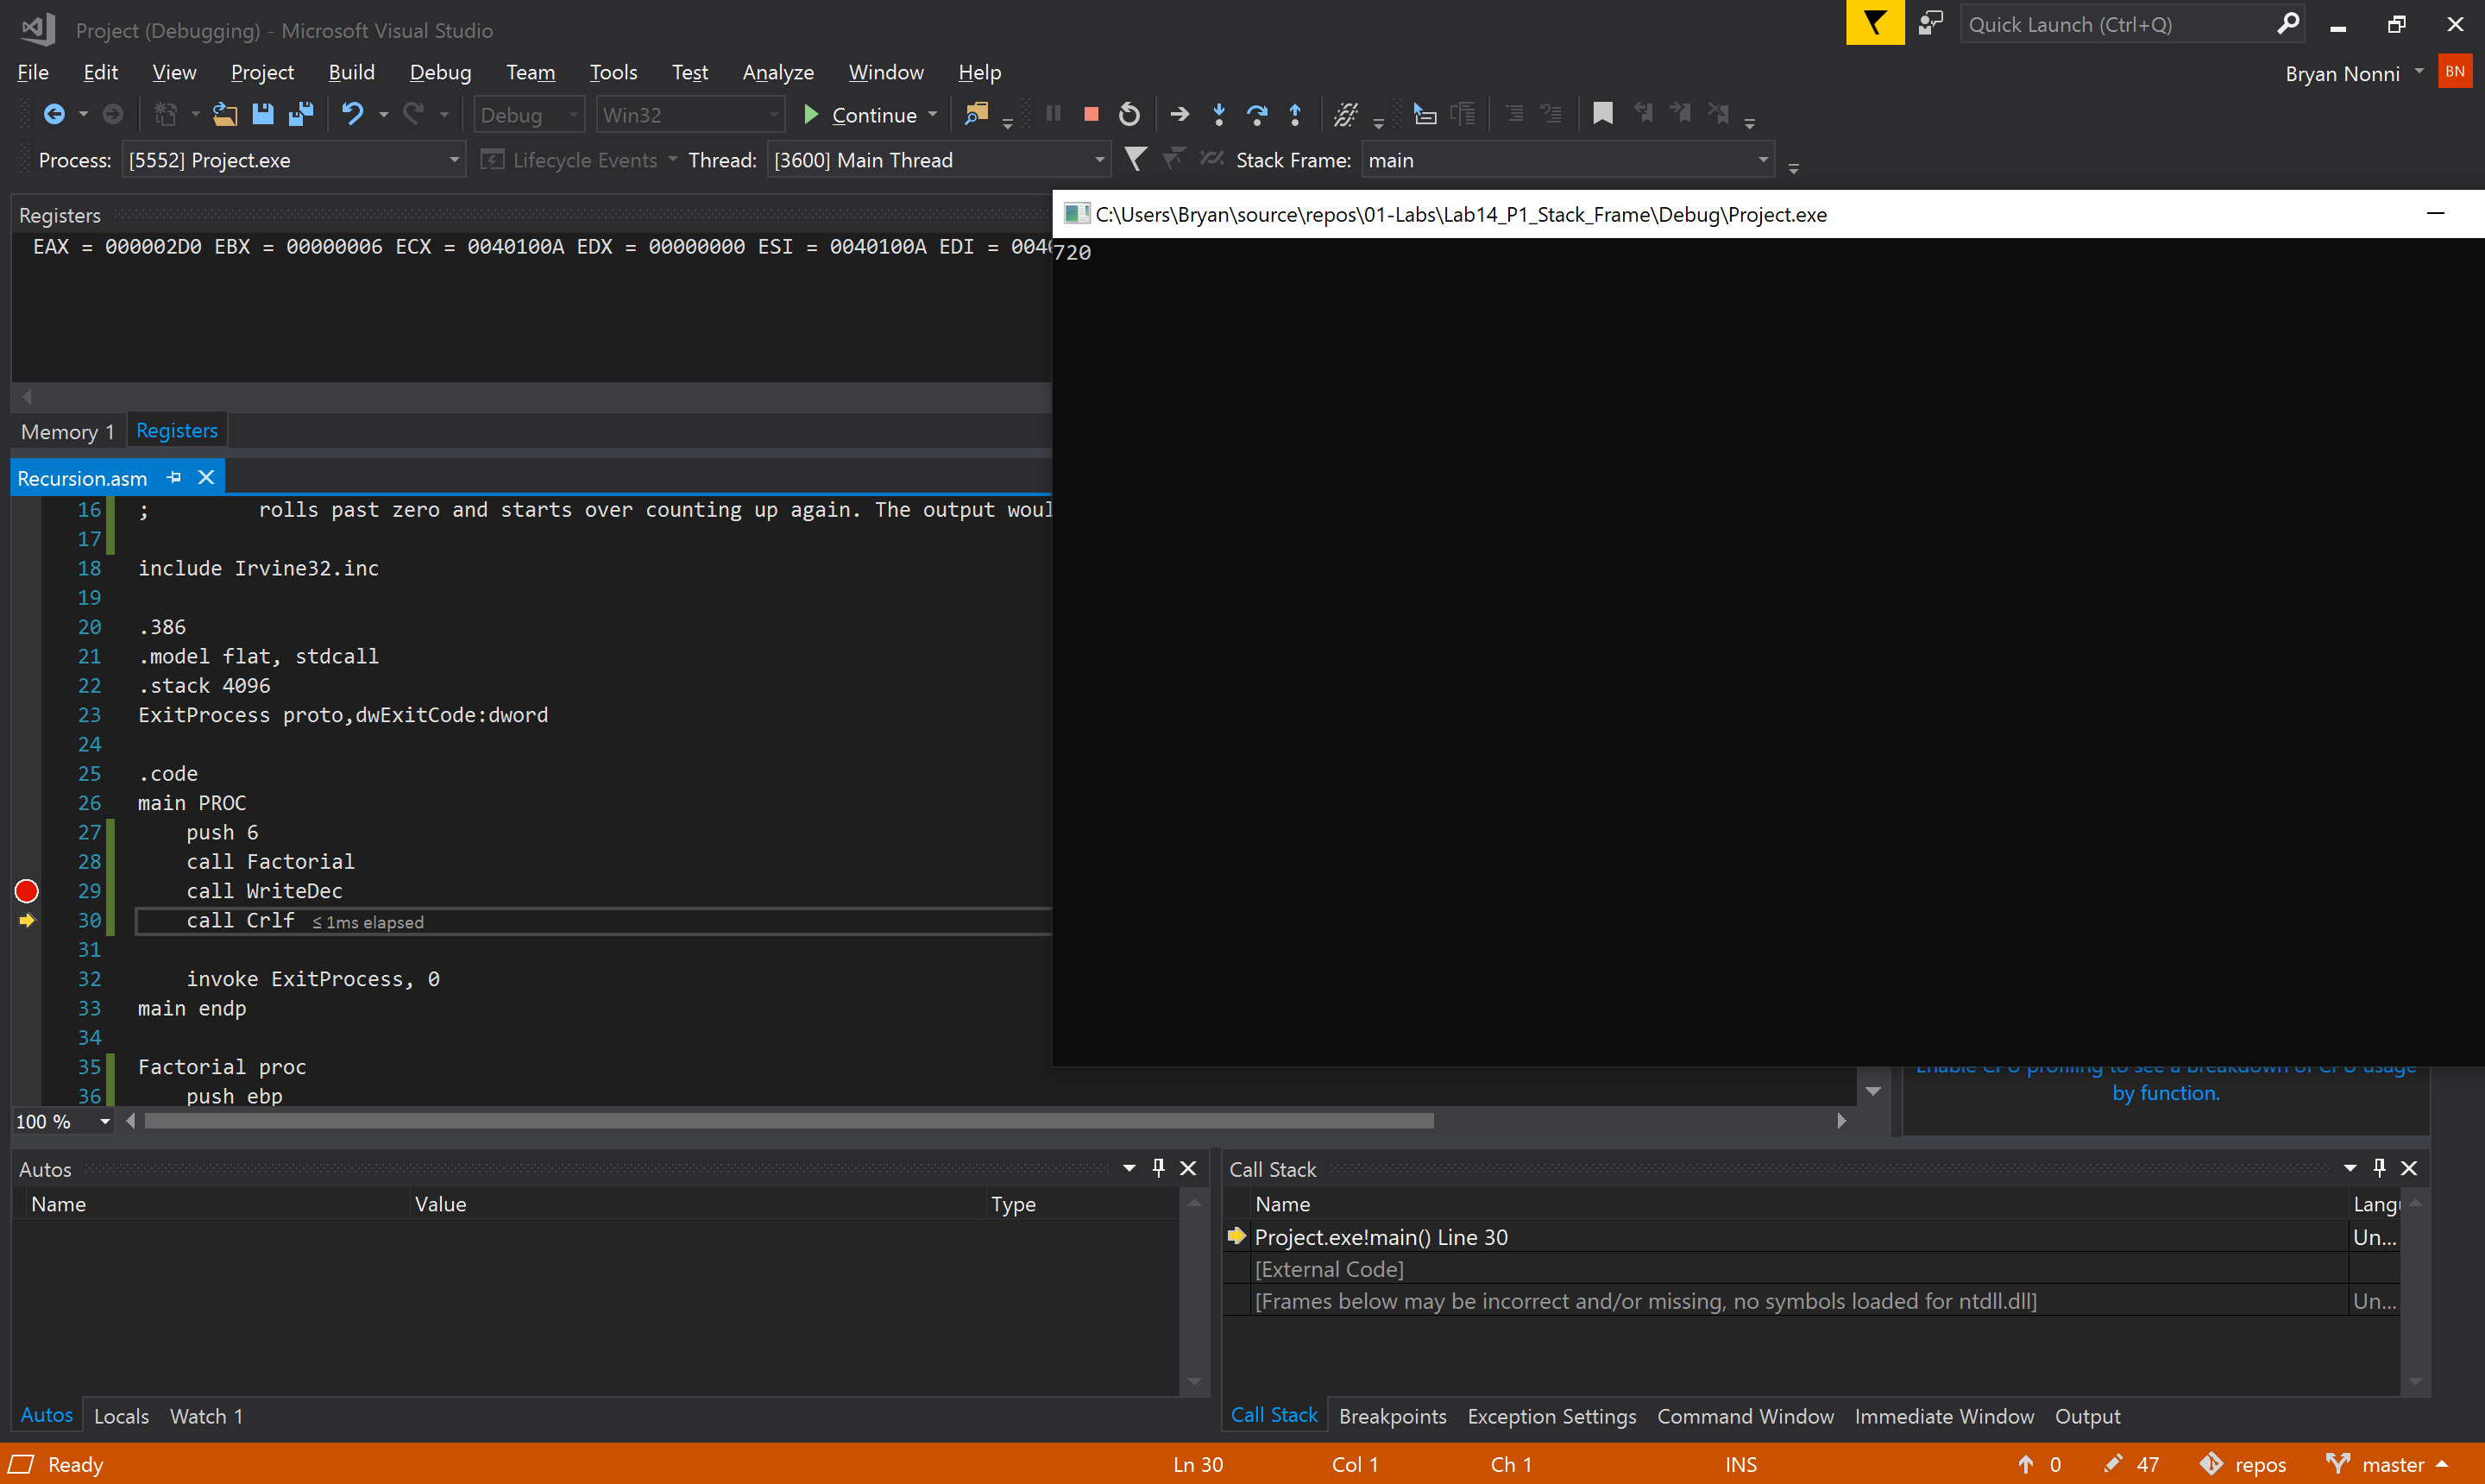 Project (Debugging) - Microsoft Visual Studio
Quick Launch (Ctrl+Q)
File Edit View Project Build Debug Team Tools Test Analyze Window Help
Bryan Nonni BN
Debug Win32 Continue
Process: [5552] Project.exe Lifecycle Events Thread: [3600] Main Thread Stack Frame: main
Registers
EAX = 000002D0 EBX = 00000006 ECX = 0040100A EDX = 00000000 ESI = 0040100A EDI = 004
Memory 1 Registers
C:\Users\Bryan\source\repos\01-Labs\Lab14_P1_Stack_Frame\Debug\Project.exe
720
Recursion.asm
16 ; rolls past zero and starts over counting up again. The output woul
17
18 include Irvine32.inc
19
20 .386
21 .model flat, stdcall
22 .stack 4096
23 ExitProcess proto,dwExitCode:dword
24
25 .code
26 main PROC
27 push 6
28 call Factorial
29 call WriteDec
30 call Crlf ≤ 1ms elapsed
31
32 invoke ExitProcess, 0
33 main endp
34
35 Factorial proc
36 push ebp
100 %
Enable CPU profiling to see a breakdown of CPU usage
by function.
Autos
Name Value Type
Autos Locals Watch 1
Call Stack
Name Langu
Project.exe!main() Line 30 Un...
[External Code]
[Frames below may be incorrect and/or missing, no symbols loaded for ntdll.dll] Un...
Call Stack Breakpoints Exception Settings Command Window Immediate Window Output
Ready Ln 30 Col 1 Ch 1 INS 0 47 repos master